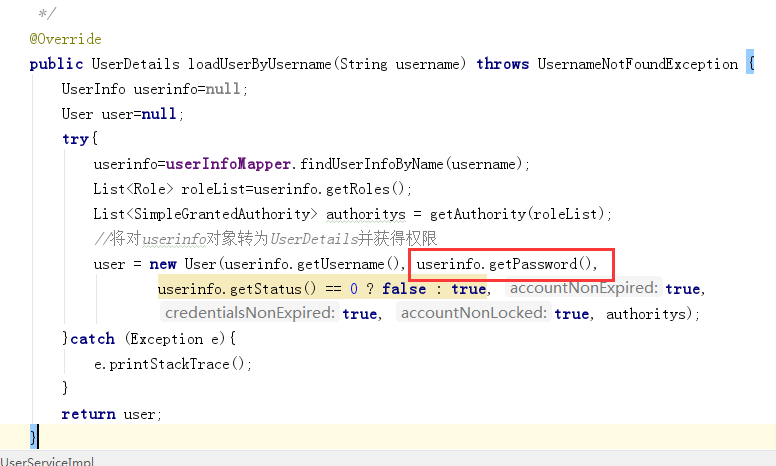 */
@Override
public UserDetails loadUserByUsername(String username) throws UsernameNotFoundException {
UserInfo userinfo=null;
User user=null;
try{
userinfo=userInfoMapper.findUserInfoByName(username);
List<Role> roleList=userinfo.getRoles();
List<SimpleGrantedAuthority> authoritys = getAuthority(roleList);
//将对userinfo对象转为UserDetails并获得权限
user = new User(userinfo.getUsername(), userinfo.getPassword(),
userinfo.getStatus() == 0 ? false : true, accountNonExpired: true,
credentialsNonExpired: true, accountNonLocked: true, authoritys);
}catch (Exception e){
e.printStackTrace();
}
return user;
}
UserServiceImpl